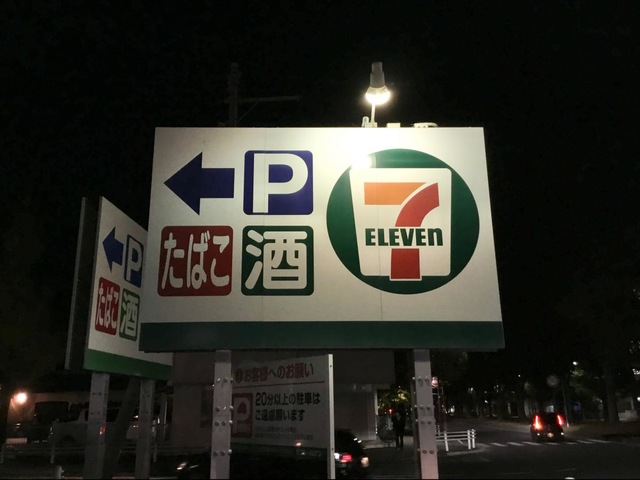 P
たばこ 酒
7
ELEVEn
P
たばこ 酒
お客様へのお願い
20分以上の駐車は
ご遠慮願います